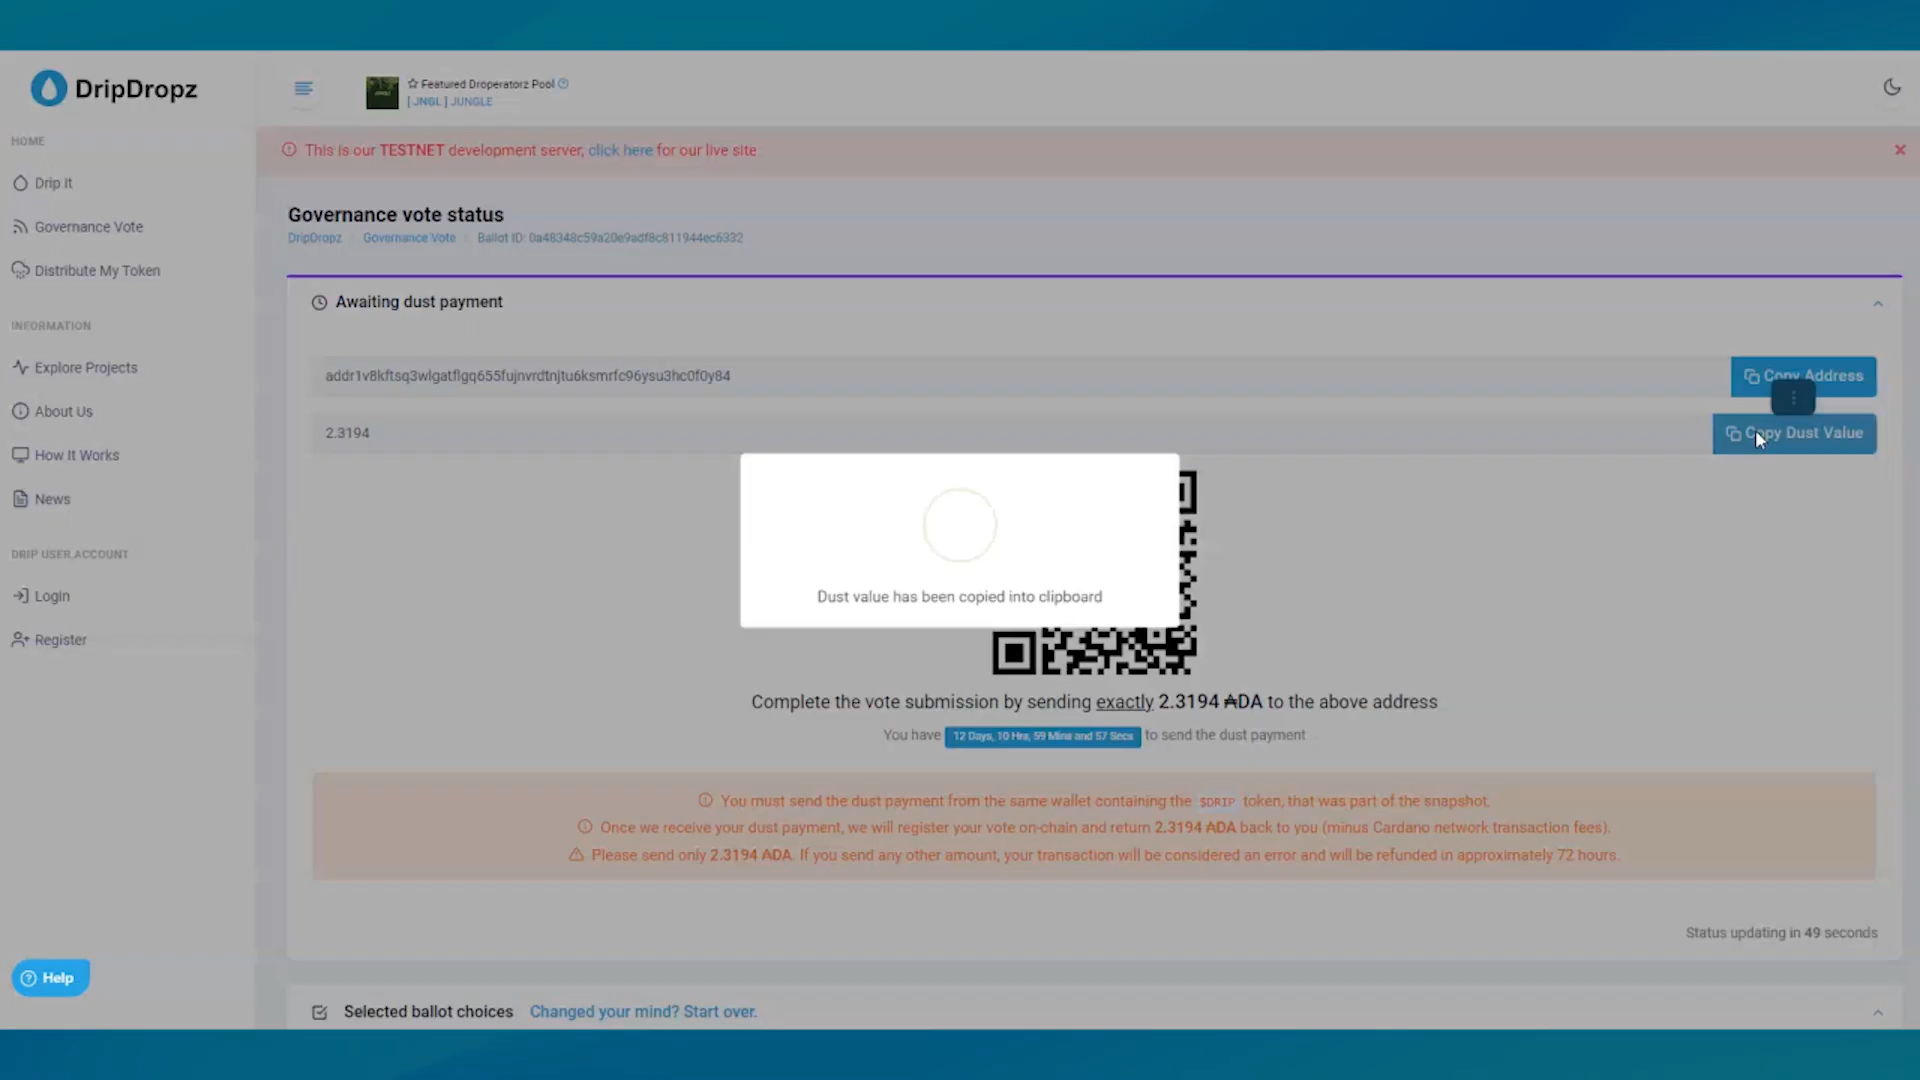 DripDropz
Featured Droperatorz Pool
[ JNGL ] JUNGLE
HOME
Drip It
Governance Vote
Distribute My Token
INFORMATION
Explore Projects
About Us
How It Works
News
DRIP USER ACCOUNT
Login
Register
Help
This is our TESTNET development server, click here for our live site
Governance vote status
DripDropz Governance Vote Ballot ID: 0a48348c59a20e9adf8c811944ec6332
Awaiting dust payment
addr1v8kftsq3wlgatflgq655fujnvrdtnjtu6ksmrfc96ysu3hc0f0y84
Copy Address
2.3194
Copy Dust Value
Dust value has been copied into clipboard
Complete the vote submission by sending exactly 2.3194 ₳DA to the above address
You have 12 Days, 10 Hrs, 59 Mins and 57 Secs to send the dust payment
You must send the dust payment from the same wallet containing the $DRIP token, that was part of the snapshot.
Once we receive your dust payment, we will register your vote on-chain and return 2.3194 ₳DA back to you (minus Cardano network transaction fees).
Please send only 2.3194 ₳DA. If you send any other amount, your transaction will be considered an error and will be refunded in approximately 72 hours.
Status updating in 49 seconds
Selected ballot choices Changed your mind? Start over.